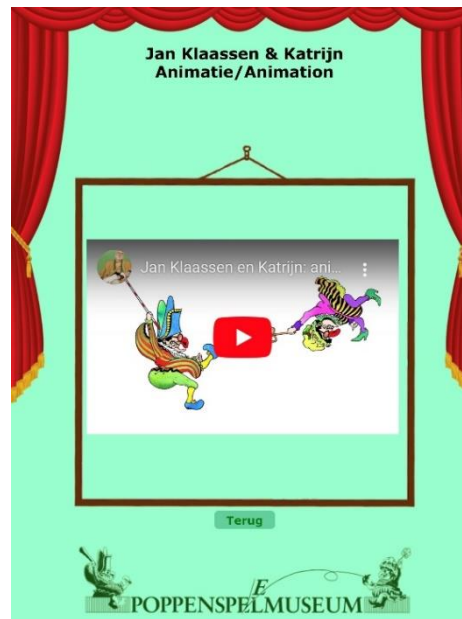 Jan Klaassen & Katrijn
Animatie/Animation
Jan Klaassen en Katrijn: ani...
Terug
E
POPPENSPELMUSEUM